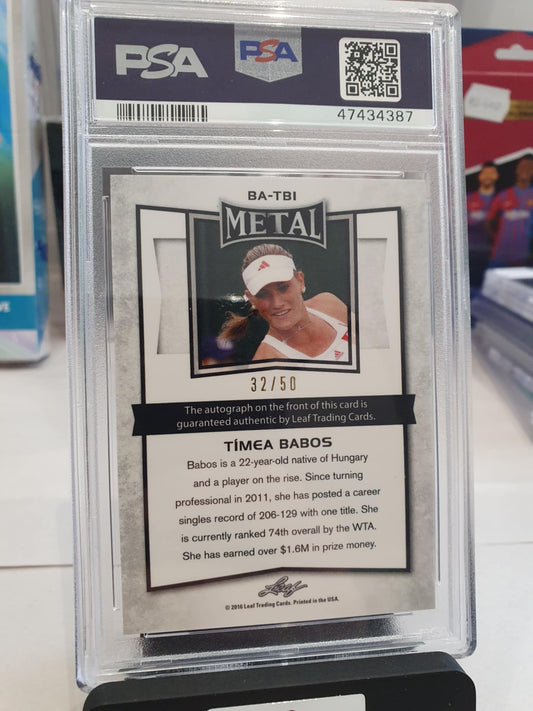 PSA
PSA
47434387
BA-TBI
METAL
32/50
The autograph on the front of this card is
guaranteed authentic by Leaf Trading Cards.
TÍMEA BABOS
Babos is a 22-year-old native of Hungary
and a player on the rise. Since turning
professional in 2011, she has posted a career
singles record of 206-129 with one title. She
is currently ranked 74th overall by the WTA.
She has earned over $1.6M in prize money.
Leaf
© 2016 Leaf Trading Cards. Printed in the USA.